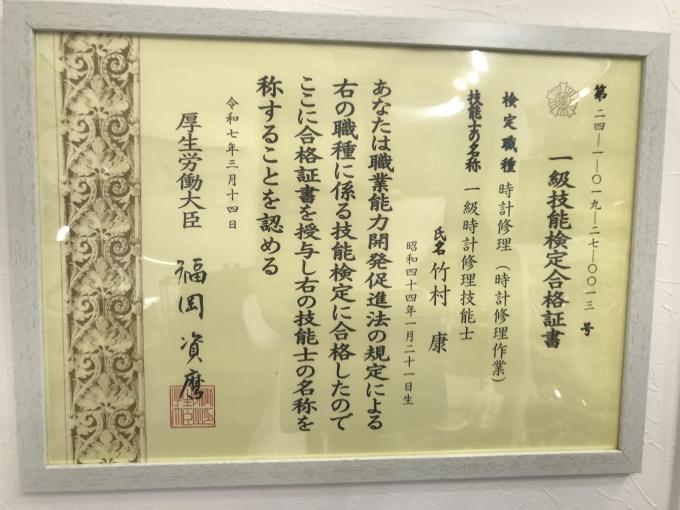 第二四―一―〇一九―二七―〇〇一三号
一級技能検定合格証書
検定職種 時計修理(時計修理作業)
技能士の名称 一級時計修理技能士
氏名 竹村 康
昭和四十四年一月二十一日生
あなたは職業能力開発促進法の規定による
右の職種に係る技能検定に合格したので
ここに合格証書を授与し右の技能士の名称を
称することを認める
令和七年三月十四日
厚生労働大臣 福岡資麿